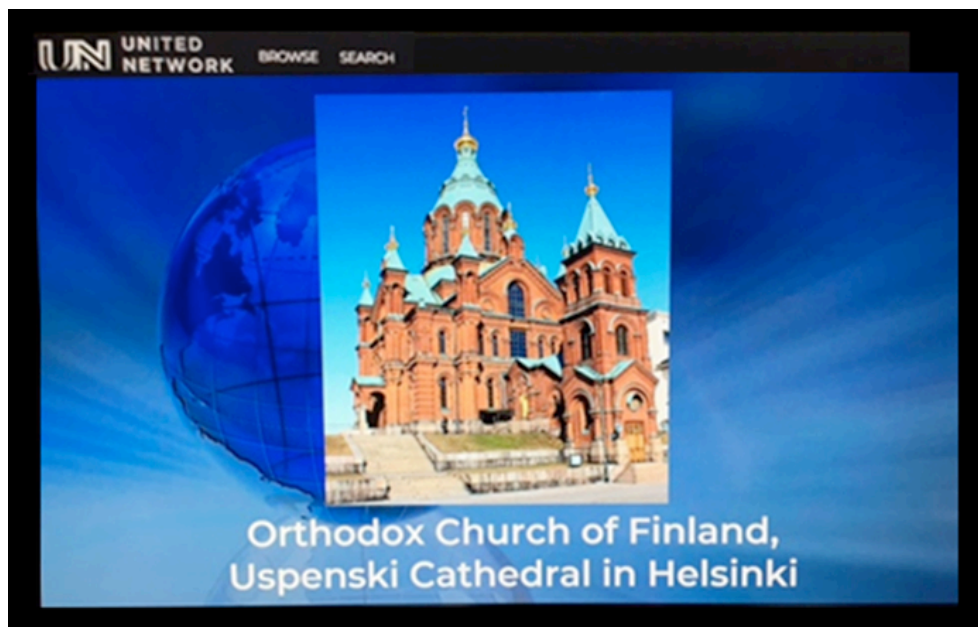 UN UNITED NETWORK BROWSE SEARCH
Orthodox Church of Finland,
Uspenski Cathedral in Helsinki